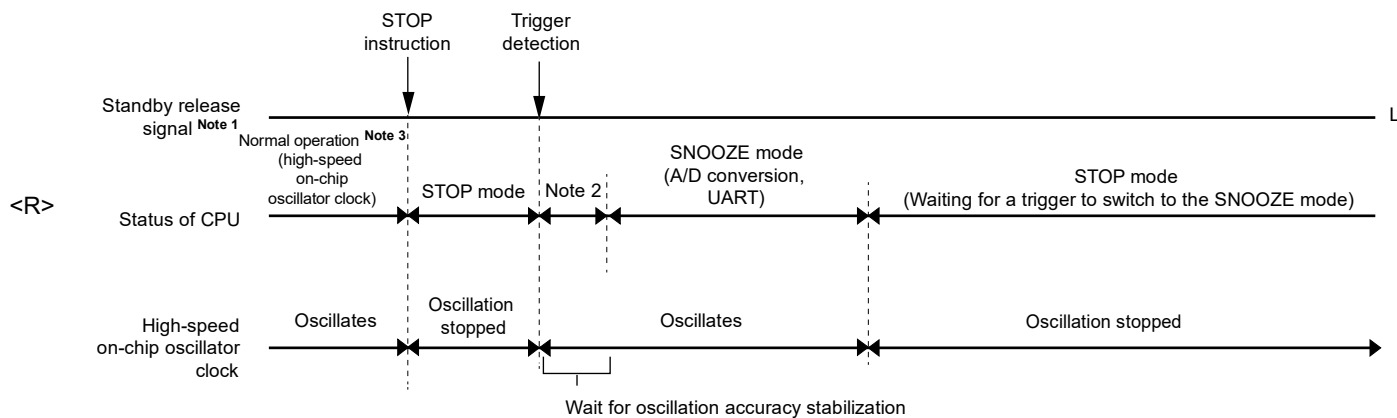 STOP
instruction
Trigger
detection
Standby release
signal Note 1
L
Normal operation Note 3
(high-speed
on-chip
oscillator clock)
STOP mode
Note 2
SNOOZE mode
(A/D conversion,
UART)
STOP mode
(Waiting for a trigger to switch to the SNOOZE mode)
<R>
Status of CPU
High-speed
on-chip oscillator
clock
Oscillates
Oscillation
stopped
Oscillates
Oscillation stopped
Wait for oscillation accuracy stabilization